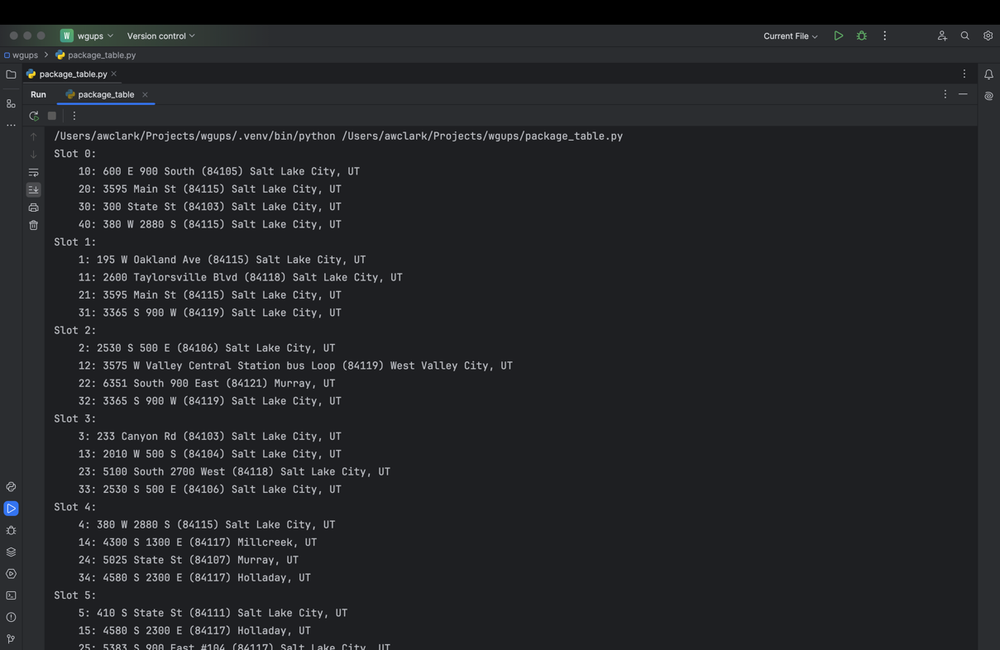 W wgups Version control Current File
wgups package_table.py
package_table.py
Run package_table
/Users/awclark/Projects/wgups/.venv/bin/python /Users/awclark/Projects/wgups/package_table.py
Slot 0:
10: 600 E 900 South (84105) Salt Lake City, UT
20: 3595 Main St (84115) Salt Lake City, UT
30: 300 State St (84103) Salt Lake City, UT
40: 380 W 2880 S (84115) Salt Lake City, UT
Slot 1:
1: 195 W Oakland Ave (84115) Salt Lake City, UT
11: 2600 Taylorsville Blvd (84118) Salt Lake City, UT
21: 3595 Main St (84115) Salt Lake City, UT
31: 3365 S 900 W (84119) Salt Lake City, UT
Slot 2:
2: 2530 S 500 E (84106) Salt Lake City, UT
12: 3575 W Valley Central Station bus Loop (84119) West Valley City, UT
22: 6351 South 900 East (84121) Murray, UT
32: 3365 S 900 W (84119) Salt Lake City, UT
Slot 3:
3: 233 Canyon Rd (84103) Salt Lake City, UT
13: 2010 W 500 S (84104) Salt Lake City, UT
23: 5100 South 2700 West (84118) Salt Lake City, UT
33: 2530 S 500 E (84106) Salt Lake City, UT
Slot 4:
4: 380 W 2880 S (84115) Salt Lake City, UT
14: 4300 S 1300 E (84117) Millcreek, UT
24: 5025 State St (84107) Murray, UT
34: 4580 S 2300 E (84117) Holladay, UT
Slot 5:
5: 410 S State St (84111) Salt Lake City, UT
15: 4580 S 2300 E (84117) Holladay, UT
25: 5383 S 900 East #104 (84117) Salt Lake City, UT